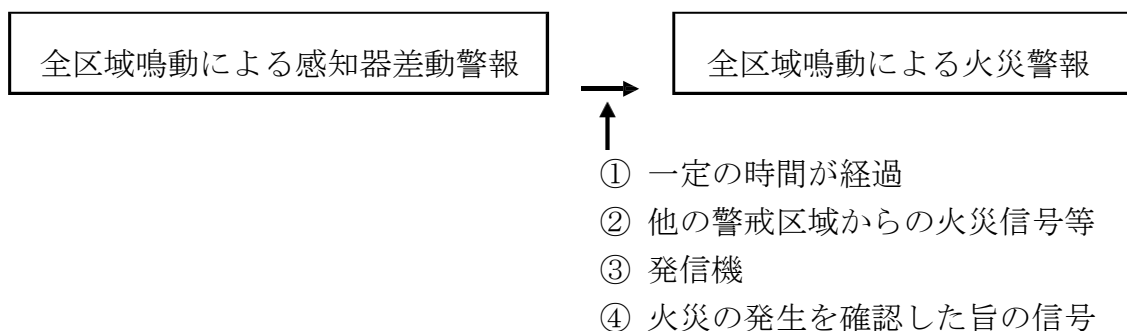 全区域鳴動による感知器差動警報
全区域鳴動による火災警報
① 一定の時間が経過
② 他の警戒区域からの火災信号等
③ 発信機
④ 火災の発生を確認した旨の信号